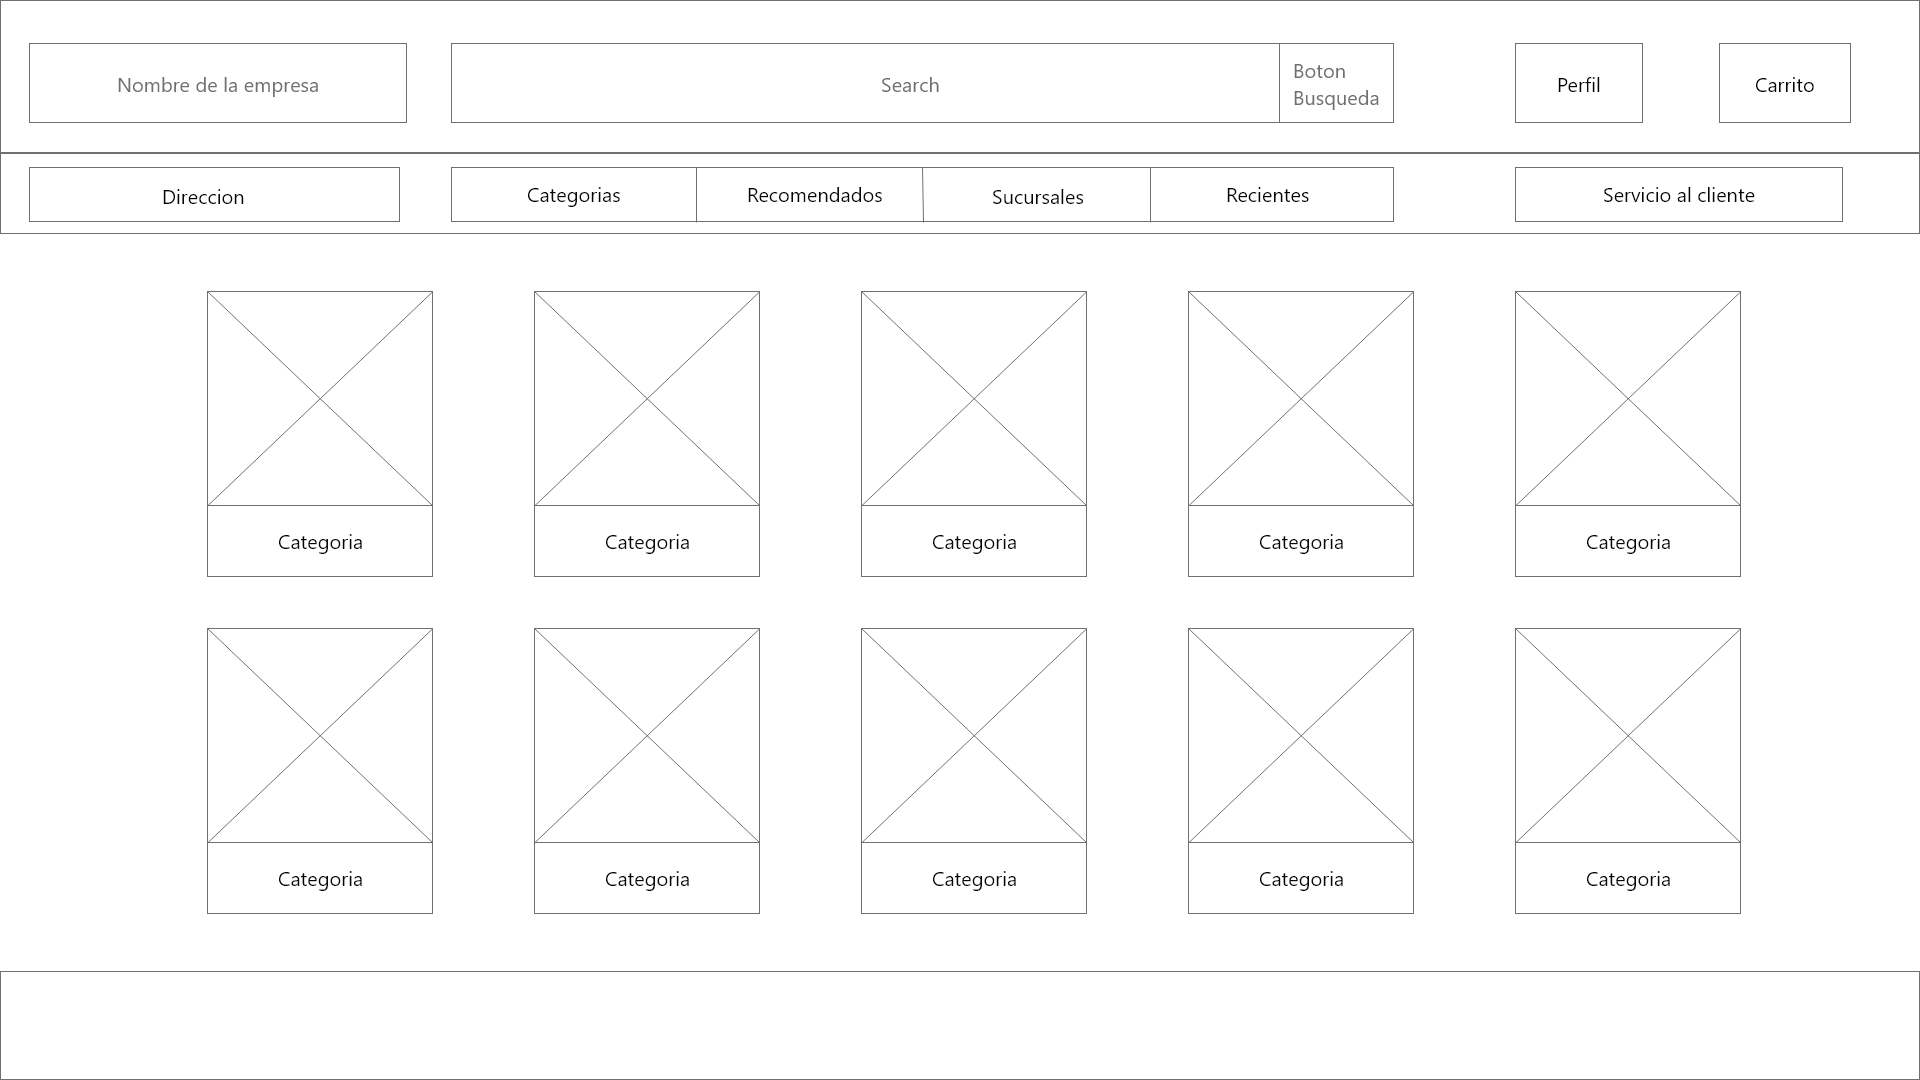 Nombre de la empresa
Search
Boton
Busqueda
Perfil
Carrito
Direccion
Categorias
Recomendados
Sucursales
Recientes
Servicio al cliente
Categoria
Categoria
Categoria
Categoria
Categoria
Categoria
Categoria
Categoria
Categoria
Categoria